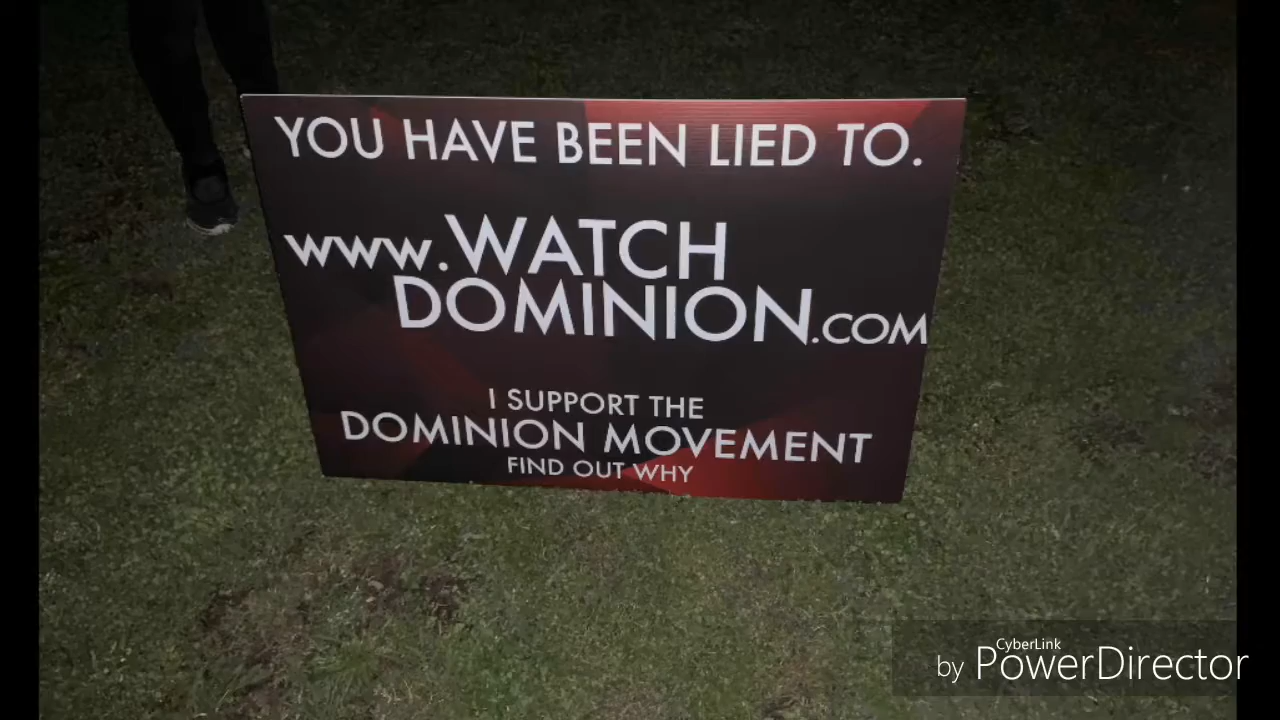 YOU HAVE BEEN LIED TO.
www.WATCH
DOMINION.COM
I SUPPORT THE
DOMINION MOVEMENT
FIND OUT WHY
CyberLink
by PowerDirector